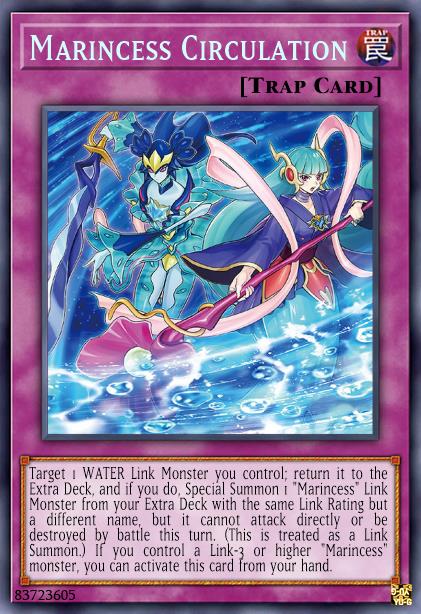 MARINCESS CIRCULATION
TRAP
罠
[TRAP CARD]
Target 1 WATER Link Monster you control; return it to the
Extra Deck, and if you do, Special Summon 1 "Marincess" Link
Monster from your Extra Deck with the same Link Rating but
a different name, but it cannot attack directly or be
destroyed by battle this turn. (This is treated as a Link
Summon.) If you control a Link-3 or higher "Marincess"
monster, you can activate this card from your hand.
83723605